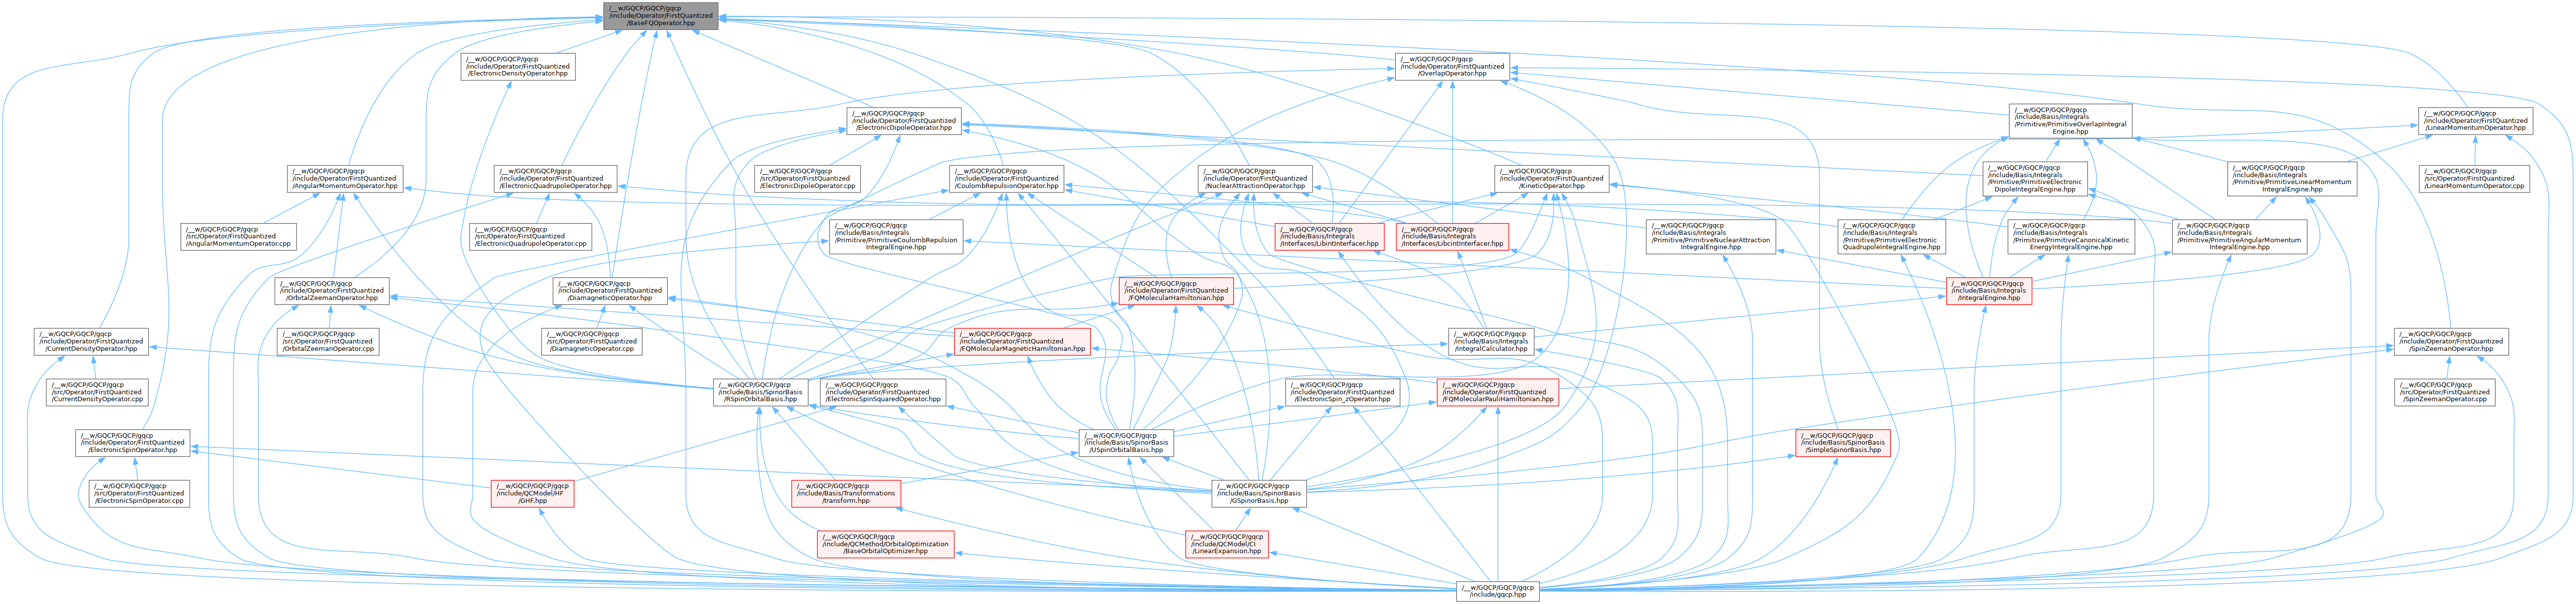 /__w/GQCP/GQCP/gqcp
/include/Operator/FirstQuantized
/BaseFQOperator.hpp
/__w/GQCP/GQCP/gqcp
/include/Operator/FirstQuantized
/ElectronicDensityOperator.hpp
/__w/GQCP/GQCP/gqcp
/include/Operator/FirstQuantized
/OverlapOperator.hpp
/__w/GQCP/GQCP/gqcp
/include/Operator/FirstQuantized
/ElectronicDipoleOperator.hpp
/__w/GQCP/GQCP/gqcp
/include/Basis/Integrals
/Primitive/PrimitiveOverlapIntegral
Engine.hpp
/__w/GQCP/GQCP/gqcp
/include/Operator/FirstQuantized
/LinearMomentumOperator.hpp
/__w/GQCP/GQCP/gqcp
/include/Operator/FirstQuantized
/AngularMomentumOperator.hpp
/__w/GQCP/GQCP/gqcp
/include/Operator/FirstQuantized
/ElectronicQuadrupoleOperator.hpp
/__w/GQCP/GQCP/gqcp
/src/Operator/FirstQuantized
/ElectronicDipoleOperator.cpp
/__w/GQCP/GQCP/gqcp
/include/Operator/FirstQuantized
/CoulombRepulsionOperator.hpp
/__w/GQCP/GQCP/gqcp
/include/Operator/FirstQuantized
/NuclearAttractionOperator.hpp
/__w/GQCP/GQCP/gqcp
/include/Operator/FirstQuantized
/KineticOperator.hpp
/__w/GQCP/GQCP/gqcp
/include/Basis/Integrals
/Primitive/PrimitiveElectronic
DipoleIntegralEngine.hpp
/__w/GQCP/GQCP/gqcp
/include/Basis/Integrals
/Primitive/PrimitiveLinearMomentum
IntegralEngine.hpp
/__w/GQCP/GQCP/gqcp
/src/Operator/FirstQuantized
/LinearMomentumOperator.cpp
/__w/GQCP/GQCP/gqcp
/src/Operator/FirstQuantized
/AngularMomentumOperator.cpp
/__w/GQCP/GQCP/gqcp
/src/Operator/FirstQuantized
/ElectronicQuadrupoleOperator.cpp
/__w/GQCP/GQCP/gqcp
/include/Basis/Integrals
/Primitive/PrimitiveCoulombRepulsion
IntegralEngine.hpp
/__w/GQCP/GQCP/gqcp
/include/Basis/Integrals
/Interfaces/LibintInterfacer.hpp
/__w/GQCP/GQCP/gqcp
/include/Basis/Integrals
/Interfaces/LibcintInterfacer.hpp
/__w/GQCP/GQCP/gqcp
/include/Basis/Integrals
/Primitive/PrimitiveNuclearAttraction
IntegralEngine.hpp
/__w/GQCP/GQCP/gqcp
/include/Basis/Integrals
/Primitive/PrimitiveElectronic
QuadrupoleIntegralEngine.hpp
/__w/GQCP/GQCP/gqcp
/include/Basis/Integrals
/Primitive/PrimitiveCanonicalKinetic
EnergyIntegralEngine.hpp
/__w/GQCP/GQCP/gqcp
/include/Basis/Integrals
/Primitive/PrimitiveAngularMomentum
IntegralEngine.hpp
/__w/GQCP/GQCP/gqcp
/include/Operator/FirstQuantized
/OrbitalZeemanOperator.hpp
/__w/GQCP/GQCP/gqcp
/include/Operator/FirstQuantized
/DiamagneticOperator.hpp
/__w/GQCP/GQCP/gqcp
/include/Operator/FirstQuantized
/FQMolecularHamiltonian.hpp
/__w/GQCP/GQCP/gqcp
/include/Basis/Integrals
/IntegralEngine.hpp
/__w/GQCP/GQCP/gqcp
/include/Operator/FirstQuantized
/CurrentDensityOperator.hpp
/__w/GQCP/GQCP/gqcp
/src/Operator/FirstQuantized
/OrbitalZeemanOperator.cpp
/__w/GQCP/GQCP/gqcp
/src/Operator/FirstQuantized
/DiamagneticOperator.cpp
/__w/GQCP/GQCP/gqcp
/include/Operator/FirstQuantized
/FQMolecularMagneticHamiltonian.hpp
/__w/GQCP/GQCP/gqcp
/include/Basis/Integrals
/IntegralCalculator.hpp
/__w/GQCP/GQCP/gqcp
/include/Operator/FirstQuantized
/SpinZeemanOperator.hpp
/__w/GQCP/GQCP/gqcp
/src/Operator/FirstQuantized
/CurrentDensityOperator.cpp
/__w/GQCP/GQCP/gqcp
/include/Basis/SpinorBasis
/RSpinOrbitalBasis.hpp
/__w/GQCP/GQCP/gqcp
/include/Operator/FirstQuantized
/ElectronicSpinSquaredOperator.hpp
/__w/GQCP/GQCP/gqcp
/include/Operator/FirstQuantized
/ElectronicSpin_zOperator.hpp
/__w/GQCP/GQCP/gqcp
/include/Operator/FirstQuantized
/FQMolecularPauliHamiltonian.hpp
/__w/GQCP/GQCP/gqcp
/src/Operator/FirstQuantized
/SpinZeemanOperator.cpp
/__w/GQCP/GQCP/gqcp
/include/Operator/FirstQuantized
/ElectronicSpinOperator.hpp
/__w/GQCP/GQCP/gqcp
/include/Basis/SpinorBasis
/USpinOrbitalBasis.hpp
/__w/GQCP/GQCP/gqcp
/include/Basis/SpinorBasis
/SimpleSpinorBasis.hpp
/__w/GQCP/GQCP/gqcp
/src/Operator/FirstQuantized
/ElectronicSpinOperator.cpp
/__w/GQCP/GQCP/gqcp
/include/QCModel/HF
/GHF.hpp
/__w/GQCP/GQCP/gqcp
/include/Basis/Transformations
/transform.hpp
/__w/GQCP/GQCP/gqcp
/include/Basis/SpinorBasis
/GSpinorBasis.hpp
/__w/GQCP/GQCP/gqcp
/include/QCMethod/OrbitalOptimization
/BaseOrbitalOptimizer.hpp
/__w/GQCP/GQCP/gqcp
/include/QCModel/CI
/LinearExpansion.hpp
/__w/GQCP/GQCP/gqcp
/include/gqcp.hpp